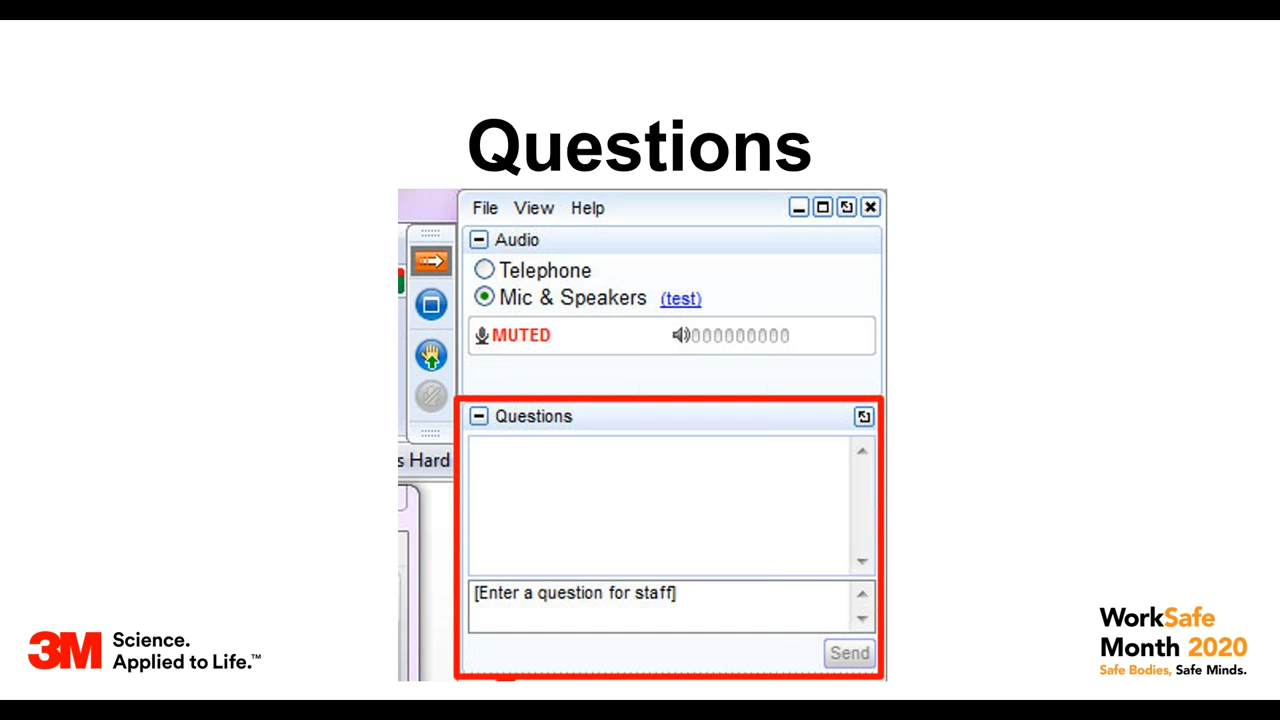 Questions
File View Help
Audio
Telephone
Mic & Speakers (test)
MUTED
Questions
s Hard
[Enter a question for staff]
Send
3M Science.
Applied to Life.™
WorkSafe
Month 2020
Safe Bodies, Safe Minds.